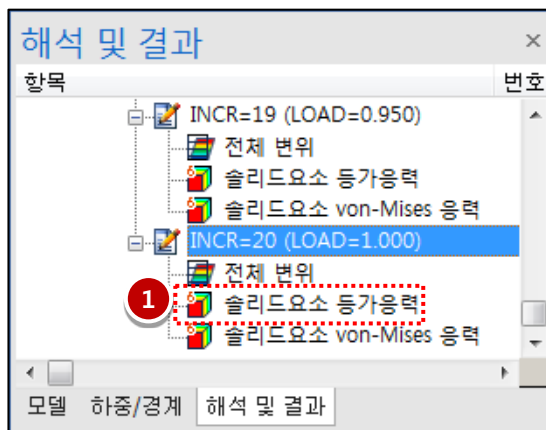 해석 및 결과
항목 번호
INCR=19 (LOAD=0.950)
전체 변위
솔리드요소 등가응력
솔리드요소 von-Mises 응력
INCR=20 (LOAD=1.000)
전체 변위
1 솔리드요소 등가응력
솔리드요소 von-Mises 응력
모델 하중/경계 해석 및 결과